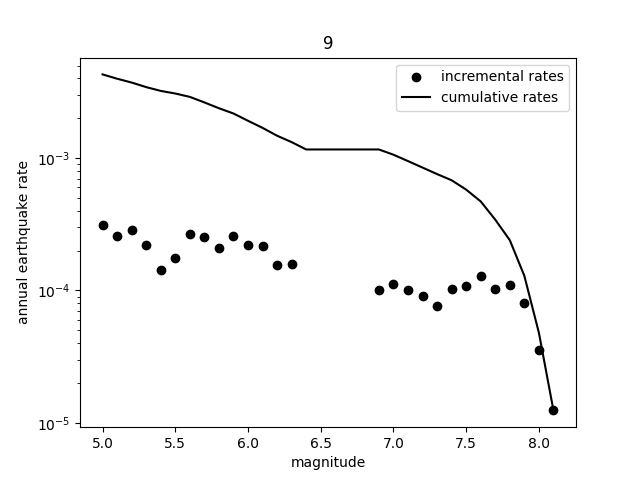 9
incremental rates
cumulative rates
annual earthquake rate
10⁻³
10⁻⁴
10⁻⁵
5.0 5.5 6.0 6.5 7.0 7.5 8.0
magnitude